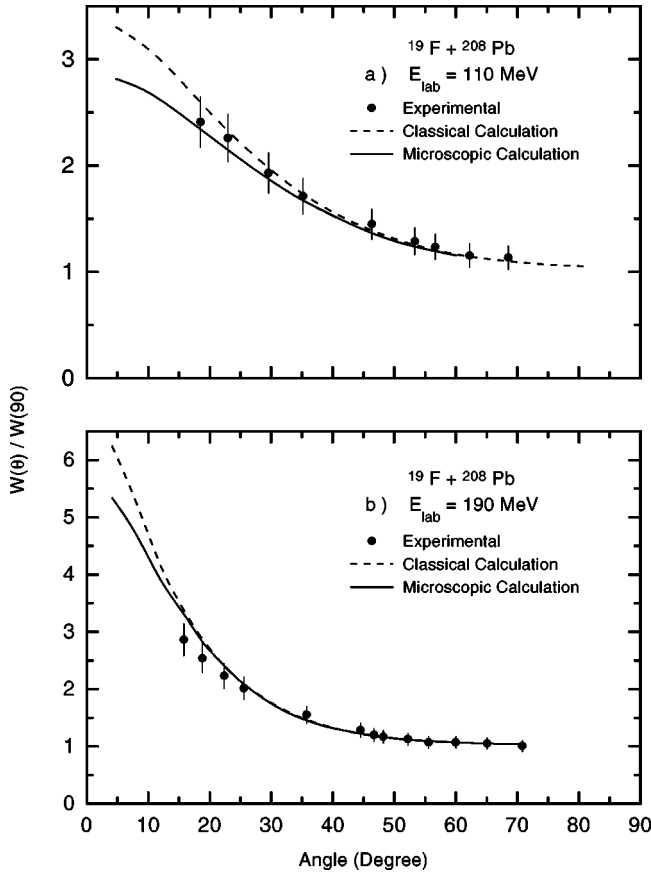 3
2
1
0
¹⁹ F + ²⁰⁸ Pb
a ) E_lab = 110 MeV
Experimental
Classical Calculation
Microscopic Calculation
W(θ) / W(90)
6
5
4
3
2
1
0
¹⁹ F + ²⁰⁸ Pb
b ) E_lab = 190 MeV
Experimental
Classical Calculation
Microscopic Calculation
0 10 20 30 40 50 60 70 80 90
Angle (Degree)